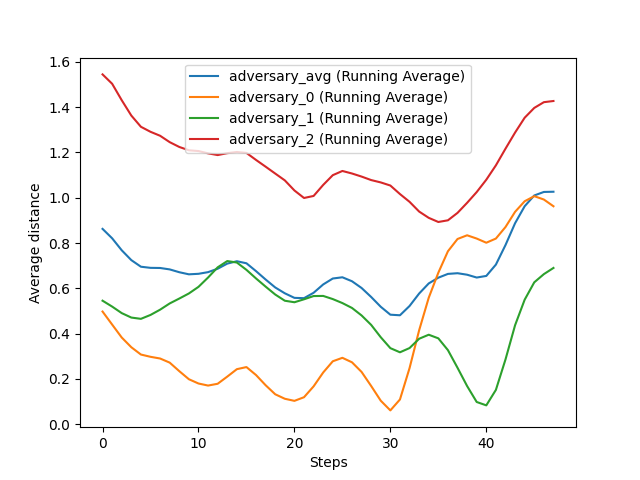 adversary_avg (Running Average)
adversary_0 (Running Average)
adversary_1 (Running Average)
adversary_2 (Running Average)
Average distance
1.6
1.4
1.2
1.0
0.8
0.6
0.4
0.2
0.0
0
10
20
30
40
Steps